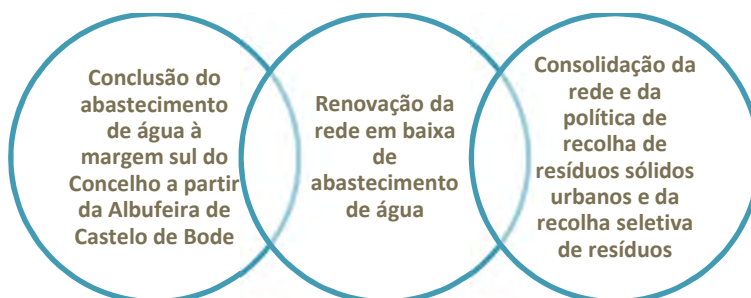 Conclusão do
abastecimento
de água à
margem sul do
Concelho a partir
da Albufeira de
Castelo de Bode
Renovação da
rede em baixa
de
abastecimento
de água
Consolidação da
rede e da
política de
recolha de
resíduos sólidos
urbanos e da
recolha seletiva
de resíduos